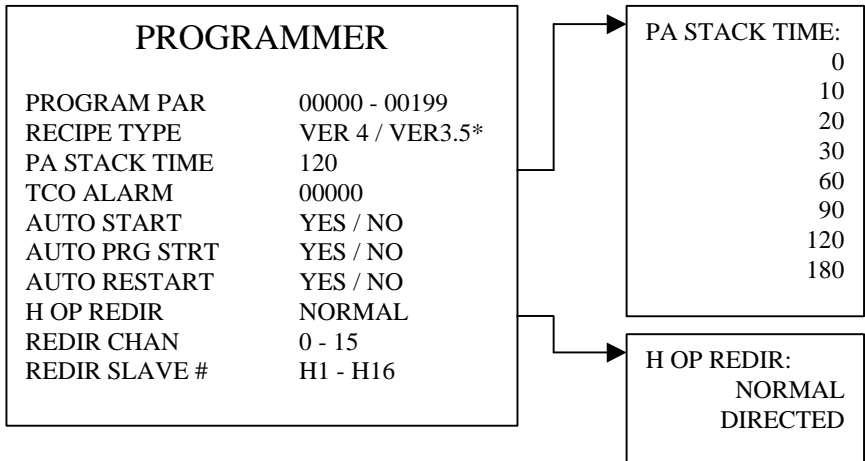 PROGRAMMER
PROGRAM PAR 00000 - 00199
RECIPE TYPE VER 4 / VER3.5*
PA STACK TIME 120
TCO ALARM 00000
AUTO START YES / NO
AUTO PRG STRT YES / NO
AUTO RESTART YES / NO
H OP REDIR NORMAL
REDIR CHAN 0 - 15
REDIR SLAVE # H1 - H16
PA STACK TIME:
0
10
20
30
60
90
120
180
H OP REDIR:
NORMAL
DIRECTED